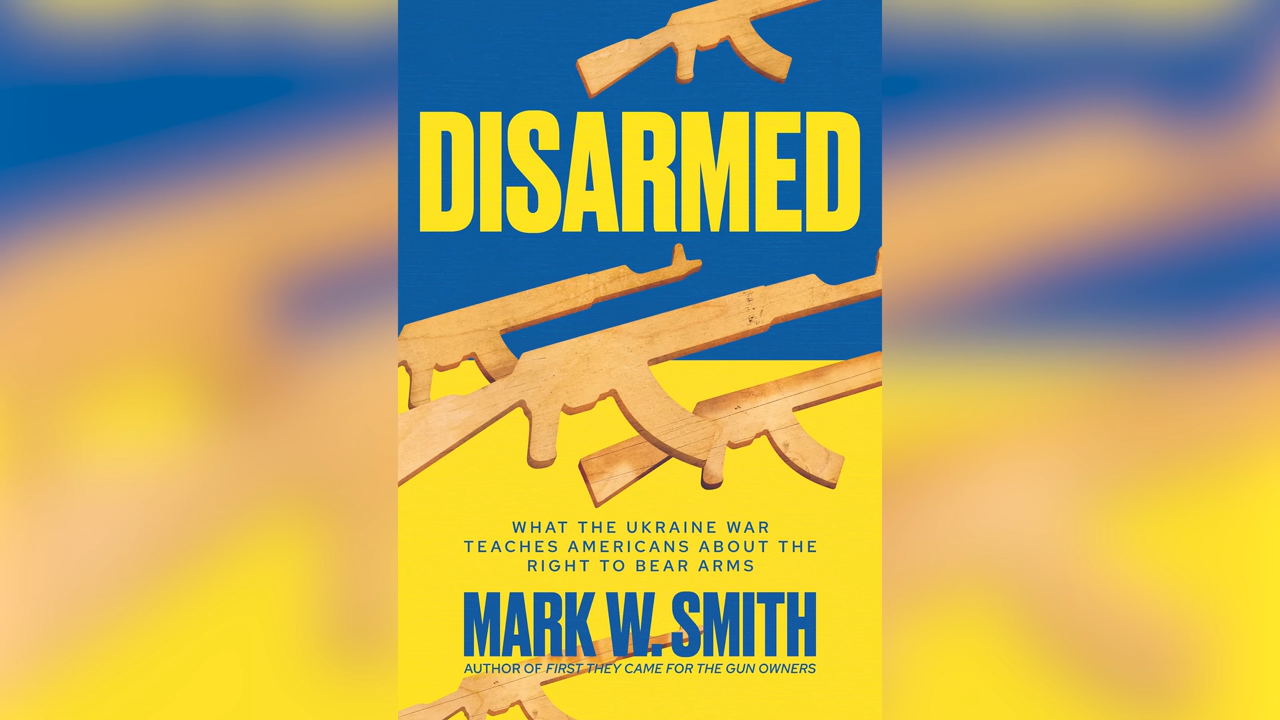 DISARMED
WHAT THE UKRAINE WAR
TEACHES AMERICANS ABOUT THE
RIGHT TO BEAR ARMS
MARK W. SMITH
AUTHOR OF FIRST THEY CAME FOR THE GUN OWNERS